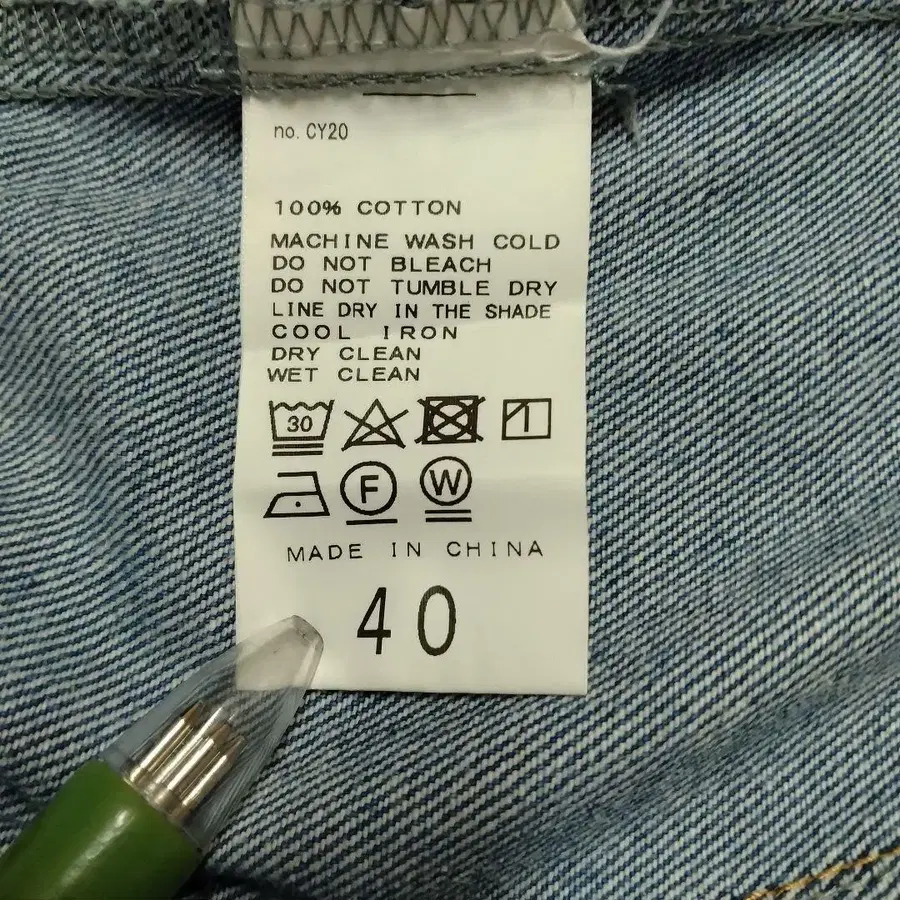 no. CY20
100% COTTON
MACHINE WASH COLD
DO NOT BLEACH
DO NOT TUMBLE DRY
LINE DRY IN THE SHADE
COOL IRON
DRY CLEAN
WET CLEAN
30
F W
MADE IN CHINA
40